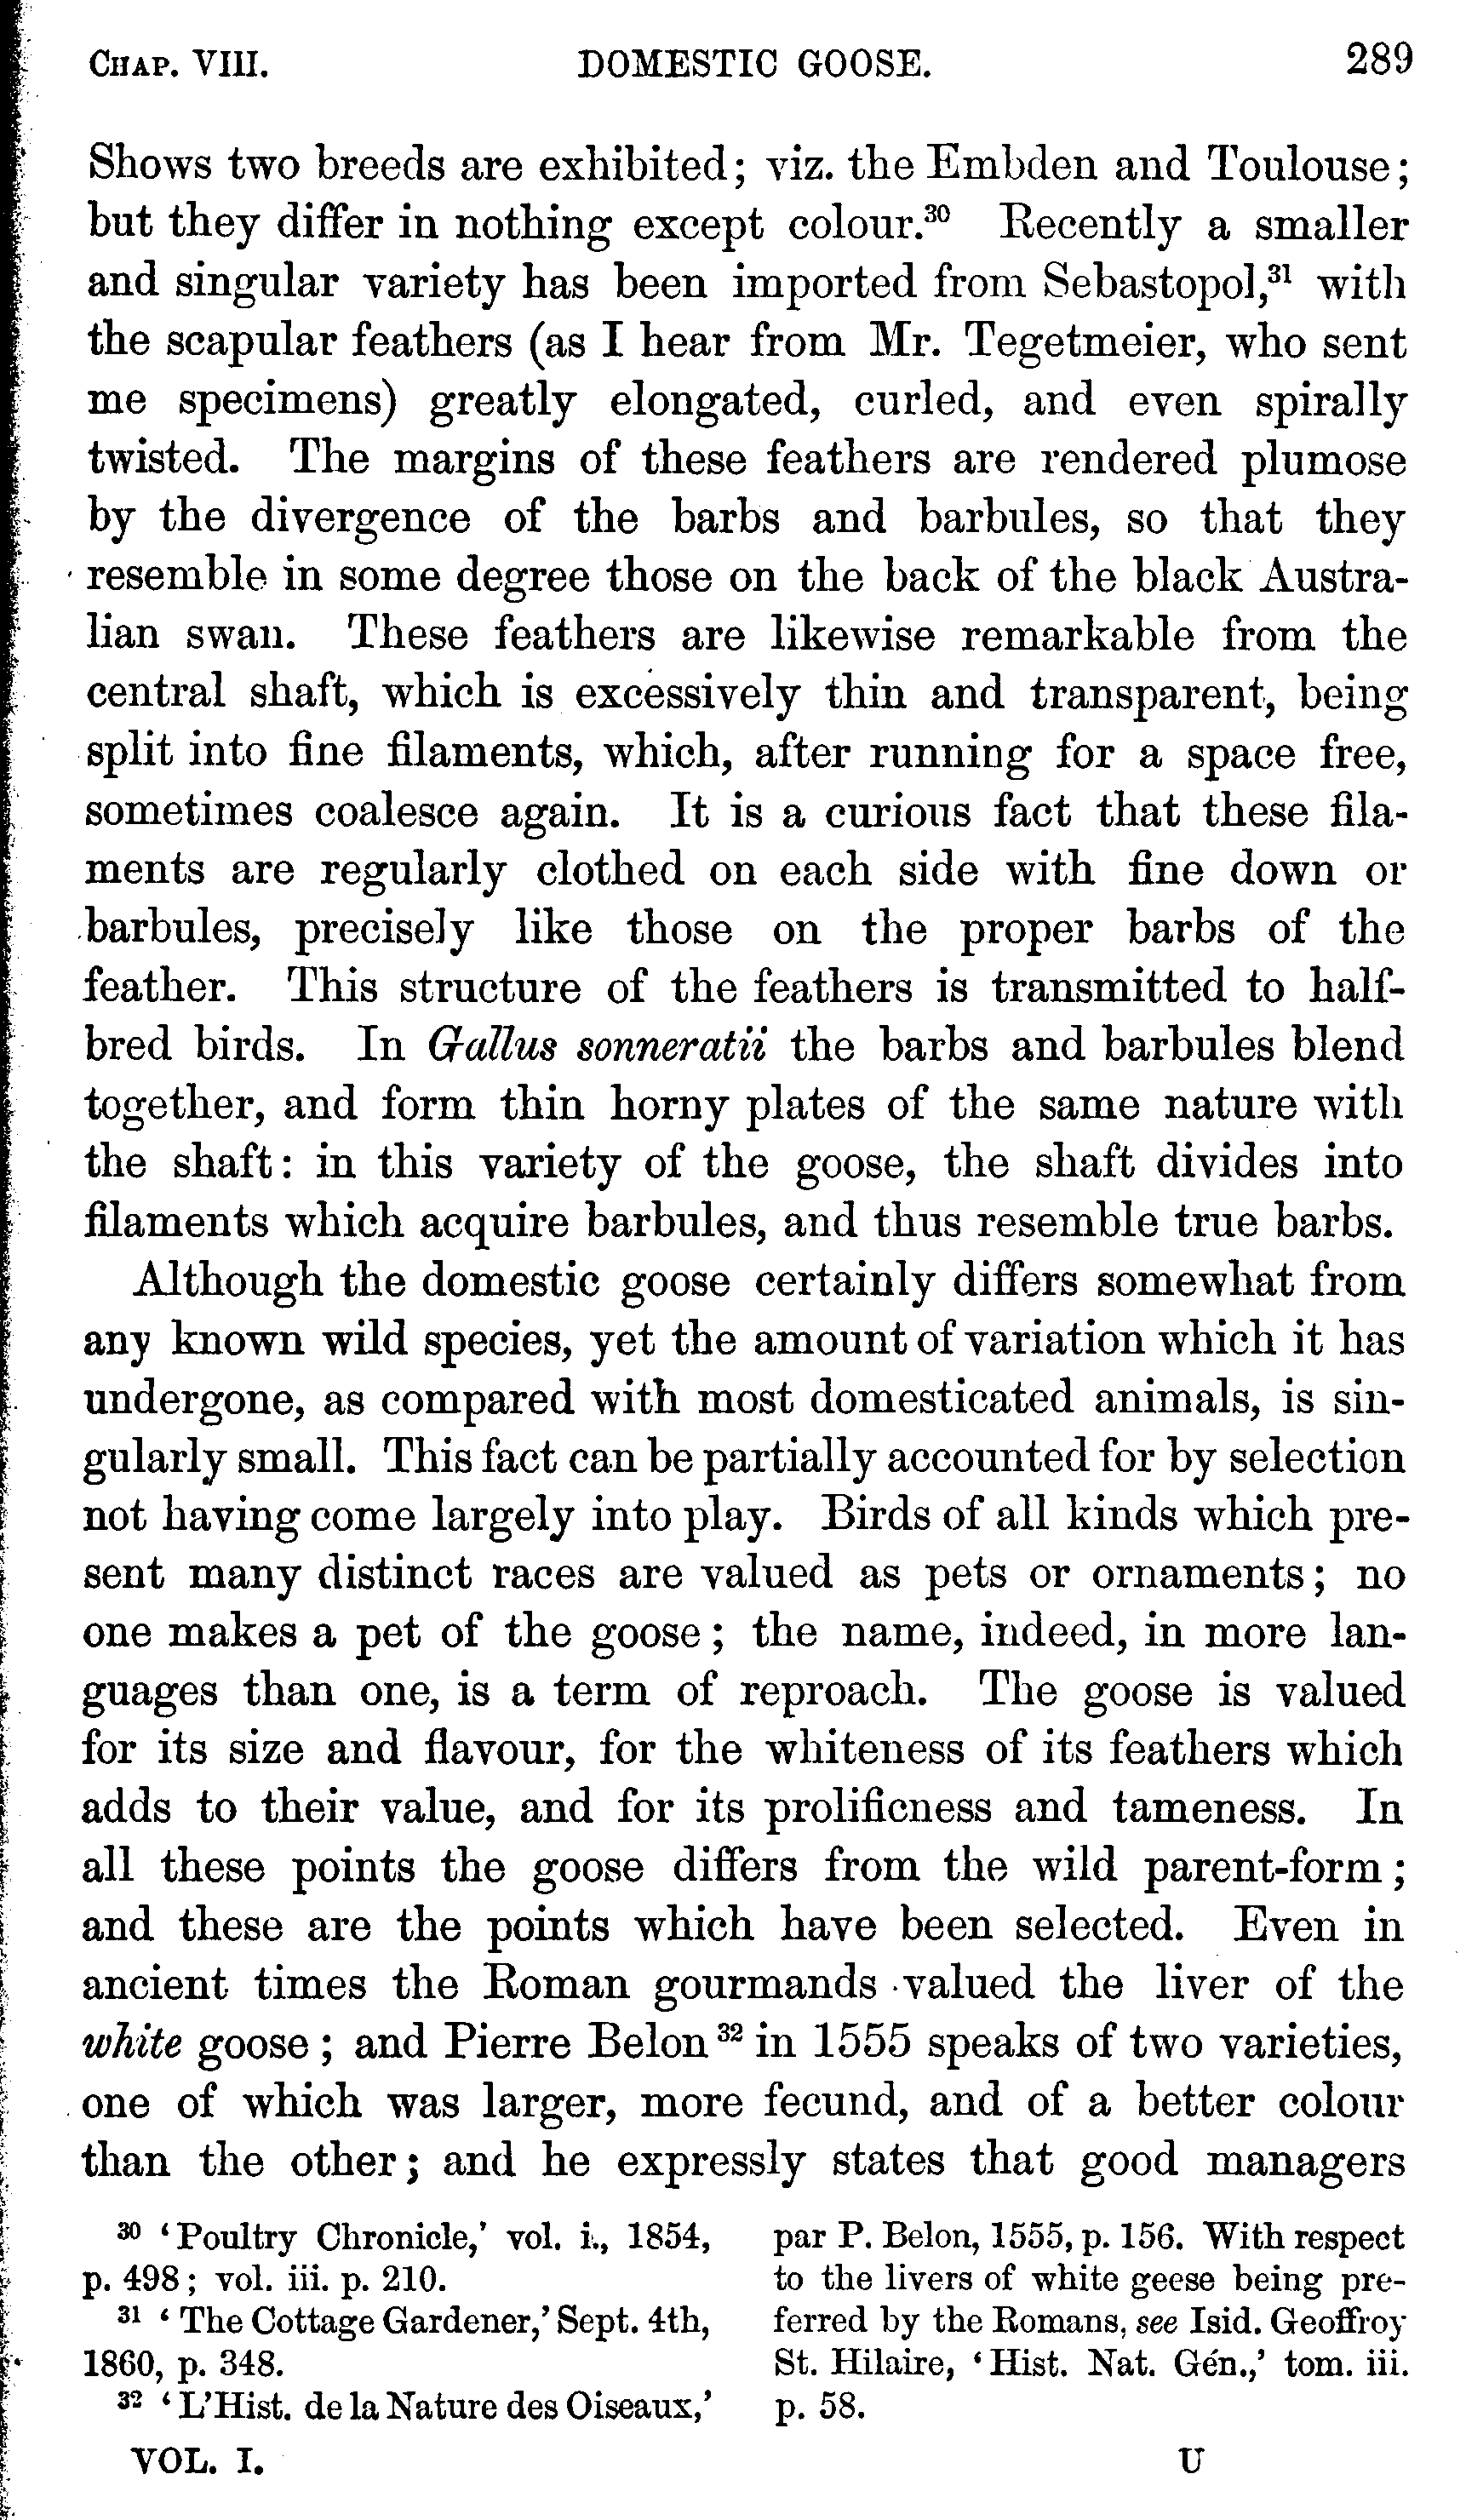 CHAP. VIII. DOMESTIC GOOSE. 289
Shows two breeds are exhibited; viz. the Embden and Toulouse;
but they differ in nothing except colour.³⁰ Recently a smaller
and singular variety has been imported from Sebastopol,³¹ with
the scapular feathers (as I hear from Mr. Tegetmeier, who sent
me specimens) greatly elongated, curled, and even spirally
twisted. The margins of these feathers are rendered plumose
by the divergence of the barbs and barbules, so that they
resemble in some degree those on the back of the black Austra-
lian swan. These feathers are likewise remarkable from the
central shaft, which is excessively thin and transparent, being
split into fine filaments, which, after running for a space free,
sometimes coalesce again. It is a curious fact that these fila-
ments are regularly clothed on each side with fine down or
barbules, precisely like those on the proper barbs of the
feather. This structure of the feathers is transmitted to half-
bred birds. In Gallus sonneratii the barbs and barbules blend
together, and form thin horny plates of the same nature with
the shaft: in this variety of the goose, the shaft divides into
filaments which acquire barbules, and thus resemble true barbs.
Although the domestic goose certainly differs somewhat from
any known wild species, yet the amount of variation which it has
undergone, as compared with most domesticated animals, is sin-
gularly small. This fact can be partially accounted for by selection
not having come largely into play. Birds of all kinds which pre-
sent many distinct races are valued as pets or ornaments; no
one makes a pet of the goose; the name, indeed, in more lan-
guages than one, is a term of reproach. The goose is valued
for its size and flavour, for the whiteness of its feathers which
adds to their value, and for its prolificness and tameness. In
all these points the goose differs from the wild parent-form;
and these are the points which have been selected. Even in
ancient times the Roman gourmands valued the liver of the
white goose; and Pierre Belon³² in 1555 speaks of two varieties,
one of which was larger, more fecund, and of a better colour
than the other; and he expressly states that good managers
³⁰ 'Poultry Chronicle,' vol. i., 1854,
p. 498; vol. iii. p. 210.
³¹ 'The Cottage Gardener,' Sept. 4th,
1860, p. 348.
³² 'L'Hist. de la Nature des Oiseaux,'
par P. Belon, 1555, p. 156. With respect
to the livers of white geese being pre-
ferred by the Romans, see Isid. Geoffroy
St. Hilaire, 'Hist. Nat. Gén.,' tom. iii.
p. 58.
VOL. I. U